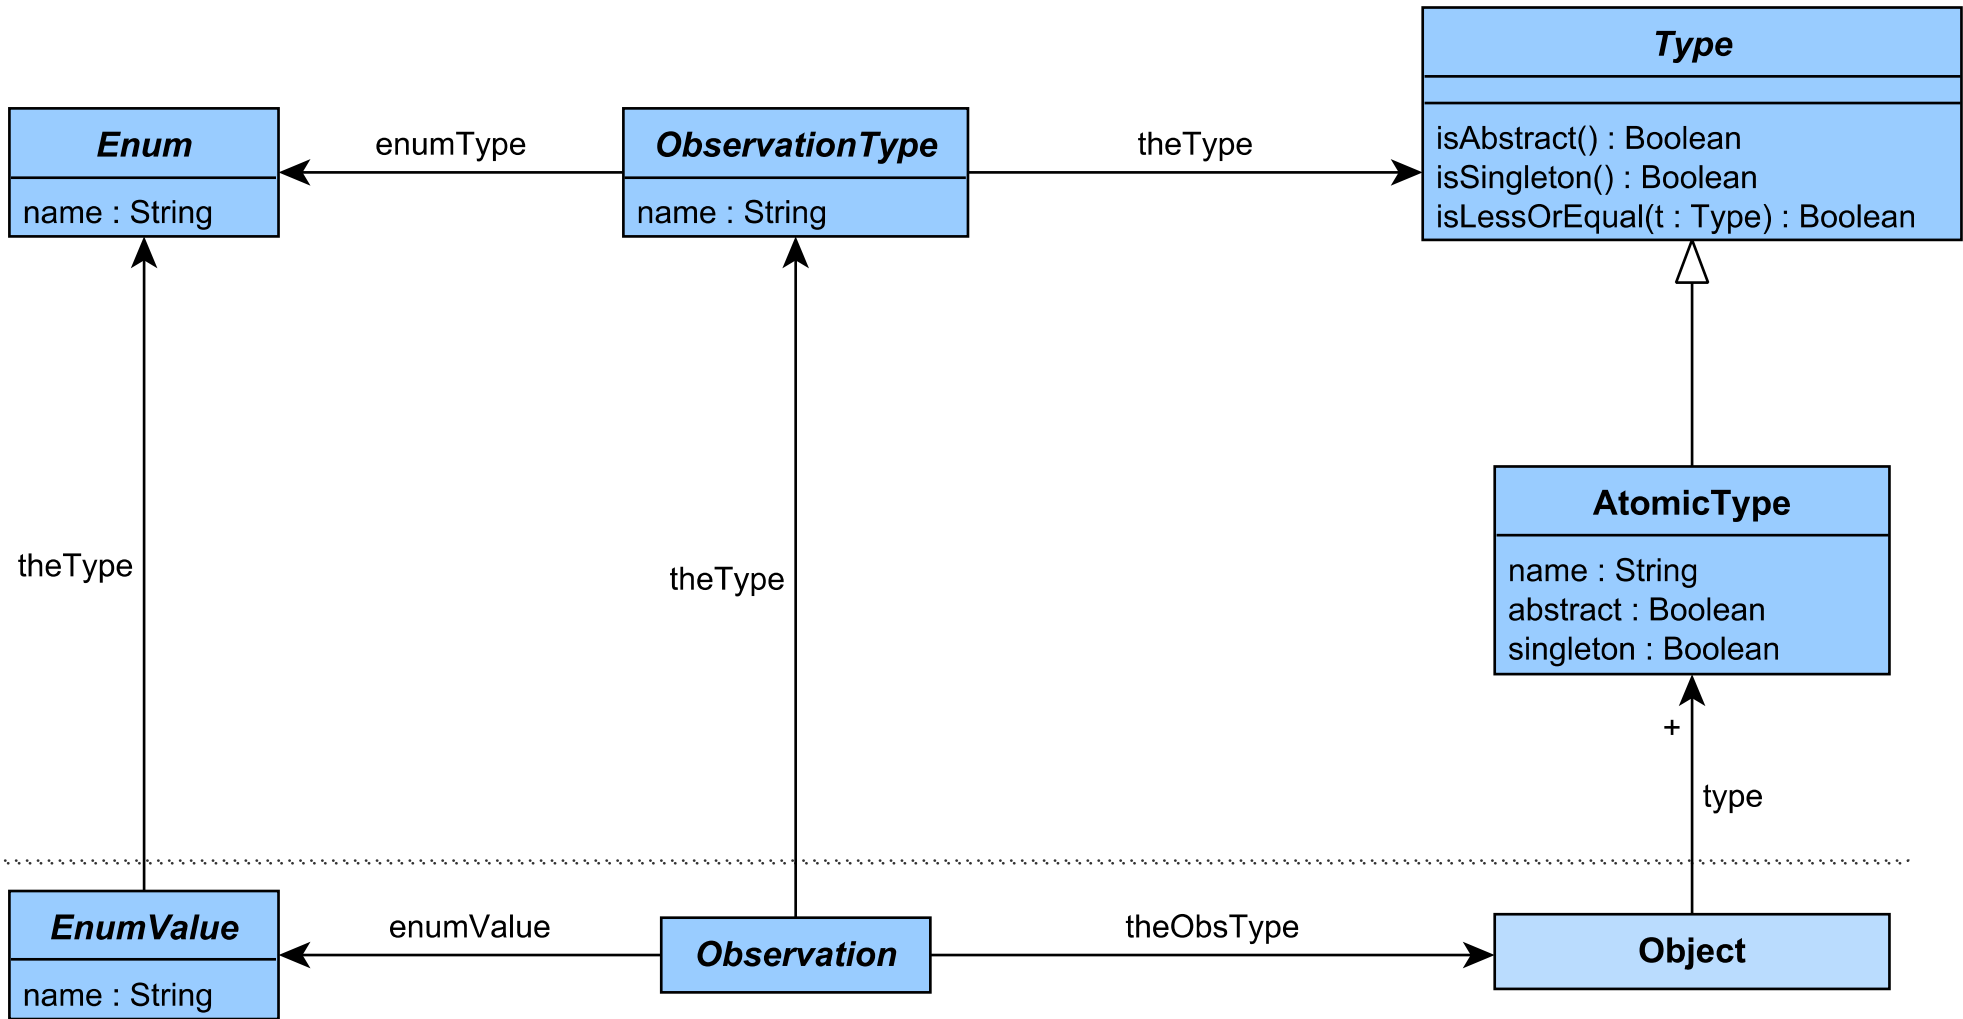 Type
isAbstract() : Boolean
isSingleton() : Boolean
isLessOrEqual(t : Type) : Boolean
Enum
name : String
enumType
ObservationType
name : String
theType
AtomicType
name : String
abstract : Boolean
singleton : Boolean
theType
theType
+
type
EnumValue
name : String
enumValue
Observation
theObsType
Object